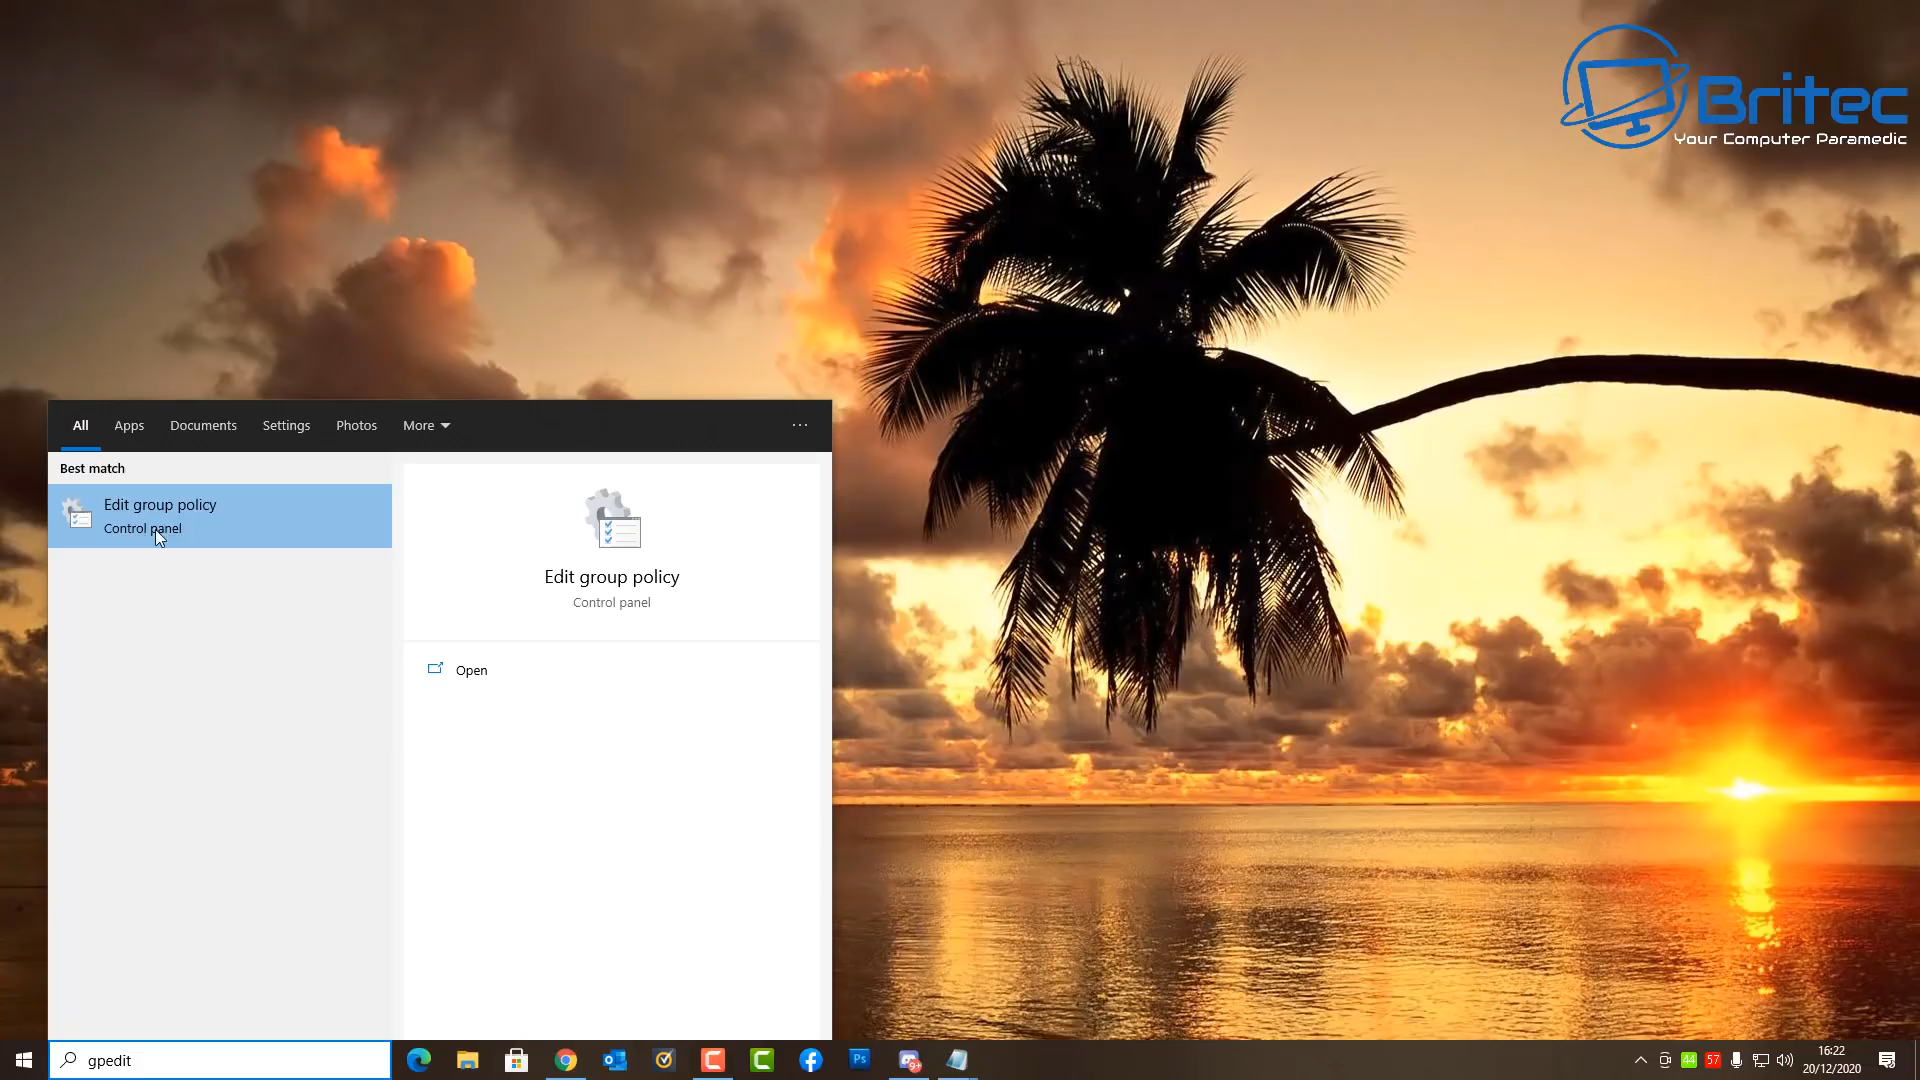 Britec
Your Computer Paramedic
All
Apps
Documents
Settings
Photos
More
Best match
Edit group policy
Control panel
Edit group policy
Control panel
Open
gpedit
Ps
9+
44
57
16:22
20/12/2020